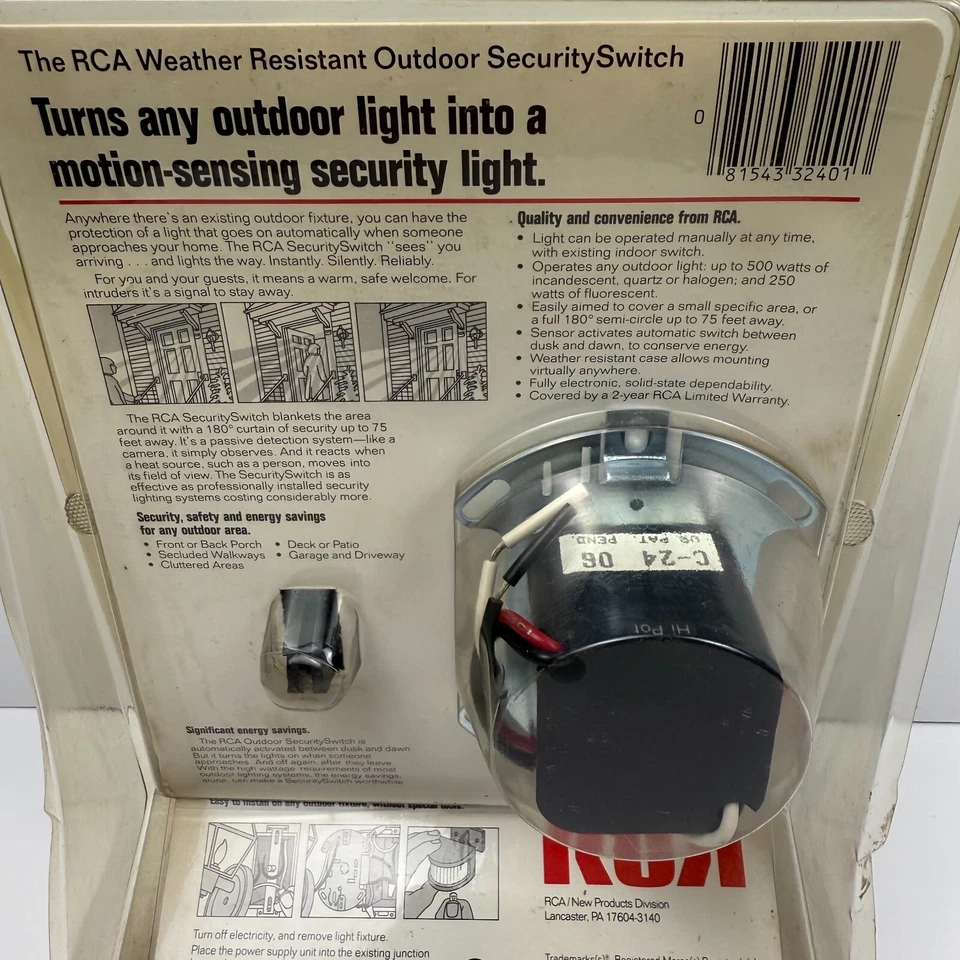 The RCA Weather Resistant Outdoor SecuritySwitch
Turns any outdoor light into a
motion-sensing security light.
0
81543 32401
Anywhere there's an existing outdoor fixture, you can have the
protection of a light that goes on automatically when someone
approaches your home. The RCA SecuritySwitch "sees" you
arriving . . . and lights the way. Instantly. Silently. Reliably.
For you and your guests, it means a warm, safe welcome. For
intruders it's a signal to stay away.
The RCA SecuritySwitch blankets the area
around it with a 180° curtain of security up to 75
feet away. It's a passive detection system—like a
camera, it simply observes. And it reacts when
a heat source, such as a person, moves into
its field of view. The SecuritySwitch is as
effective as professionally installed security
lighting systems costing considerably more.
Security, safety and energy savings
for any outdoor area.
• Front or Back Porch • Deck or Patio
• Secluded Walkways • Garage and Driveway
• Cluttered Areas
Significant energy savings.
The RCA Outdoor SecuritySwitch is
automatically activated between dusk and dawn
But it turns the lights on when someone
approaches. And off again, after they leave
With the high wattage requirements of most
outdoor lighting systems, the energy savings,
alone, can make a SecuritySwitch worthwhile
Quality and convenience from RCA.
• Light can be operated manually at any time,
with existing indoor switch.
• Operates any outdoor light: up to 500 watts of
incandescent, quartz or halogen; and 250
watts of fluorescent.
• Easily aimed to cover a small specific area, or
a full 180° semi-circle up to 75 feet away.
• Sensor activates automatic switch between
dusk and dawn, to conserve energy.
• Weather resistant case allows mounting
virtually anywhere.
• Fully electronic, solid-state dependability.
• Covered by a 2-year RCA Limited Warranty.
C-24 06
US PAT. PEND.
Hi Pot
Easy to install on any outdoor fixture, without special tools.
Turn off electricity, and remove light fixture.
Place the power supply unit into the existing junction
RCA
RCA/New Products Division
Lancaster, PA 17604-3140